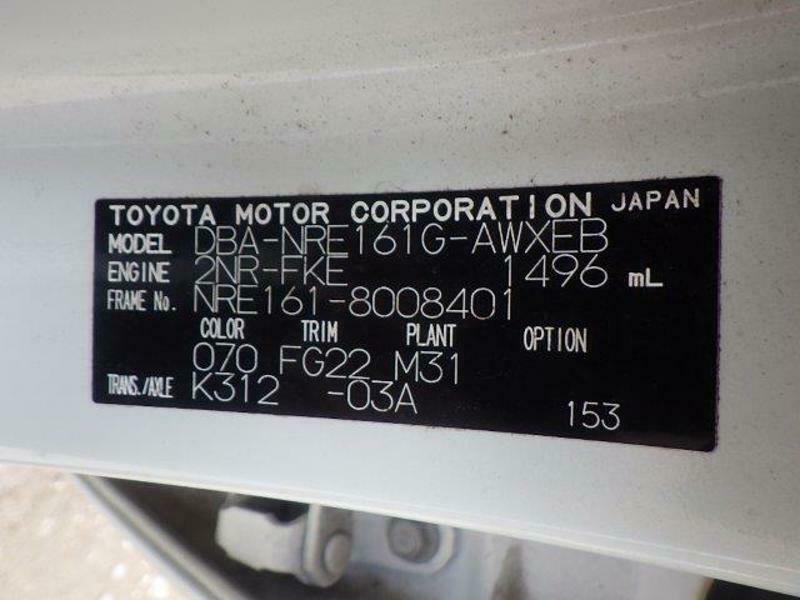 TOYOTA MOTOR CORPORATION JAPAN
MODEL DBA-NRE161G-AWXEB
ENGINE 2NR-FKE 1496 mL
FRAME No. NRE161-8008401
COLOR TRIM PLANT OPTION
070 FG22 M31
TRANS./AXLE K312 -03A
153